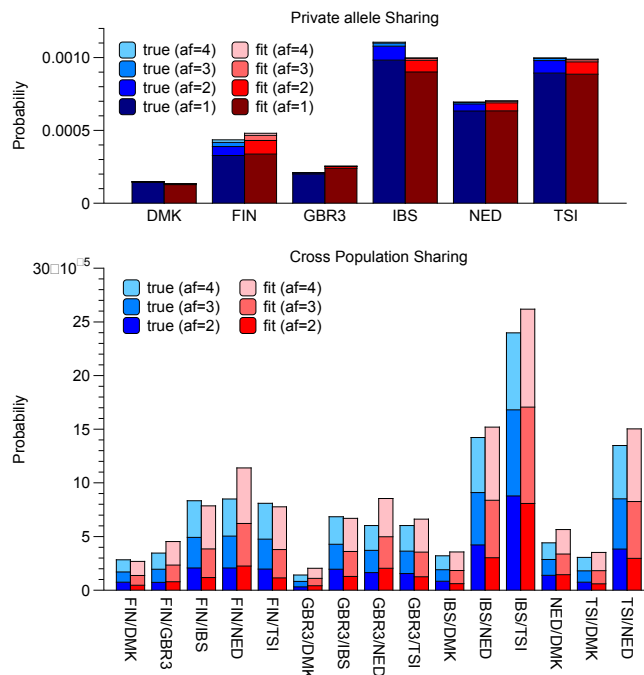 Private allele Sharing
Probabiliy
0.0010
0.0005
0
true (af=4)
true (af=3)
true (af=2)
true (af=1)
fit (af=4)
fit (af=3)
fit (af=2)
fit (af=1)
DMK
FIN
GBR3
IBS
NED
TSI
Cross Population Sharing
Probabiliy
30□10□5
25
20
15
10
5
0
true (af=4)
true (af=3)
true (af=2)
fit (af=4)
fit (af=3)
fit (af=2)
FIN/DMK
FIN/GBR3
FIN/IBS
FIN/NED
FIN/TSI
GBR3/DMK
GBR3/IBS
GBR3/NED
GBR3/TSI
IBS/DMK
IBS/NED
IBS/TSI
NED/DMK
TSI/DMK
TSI/NED